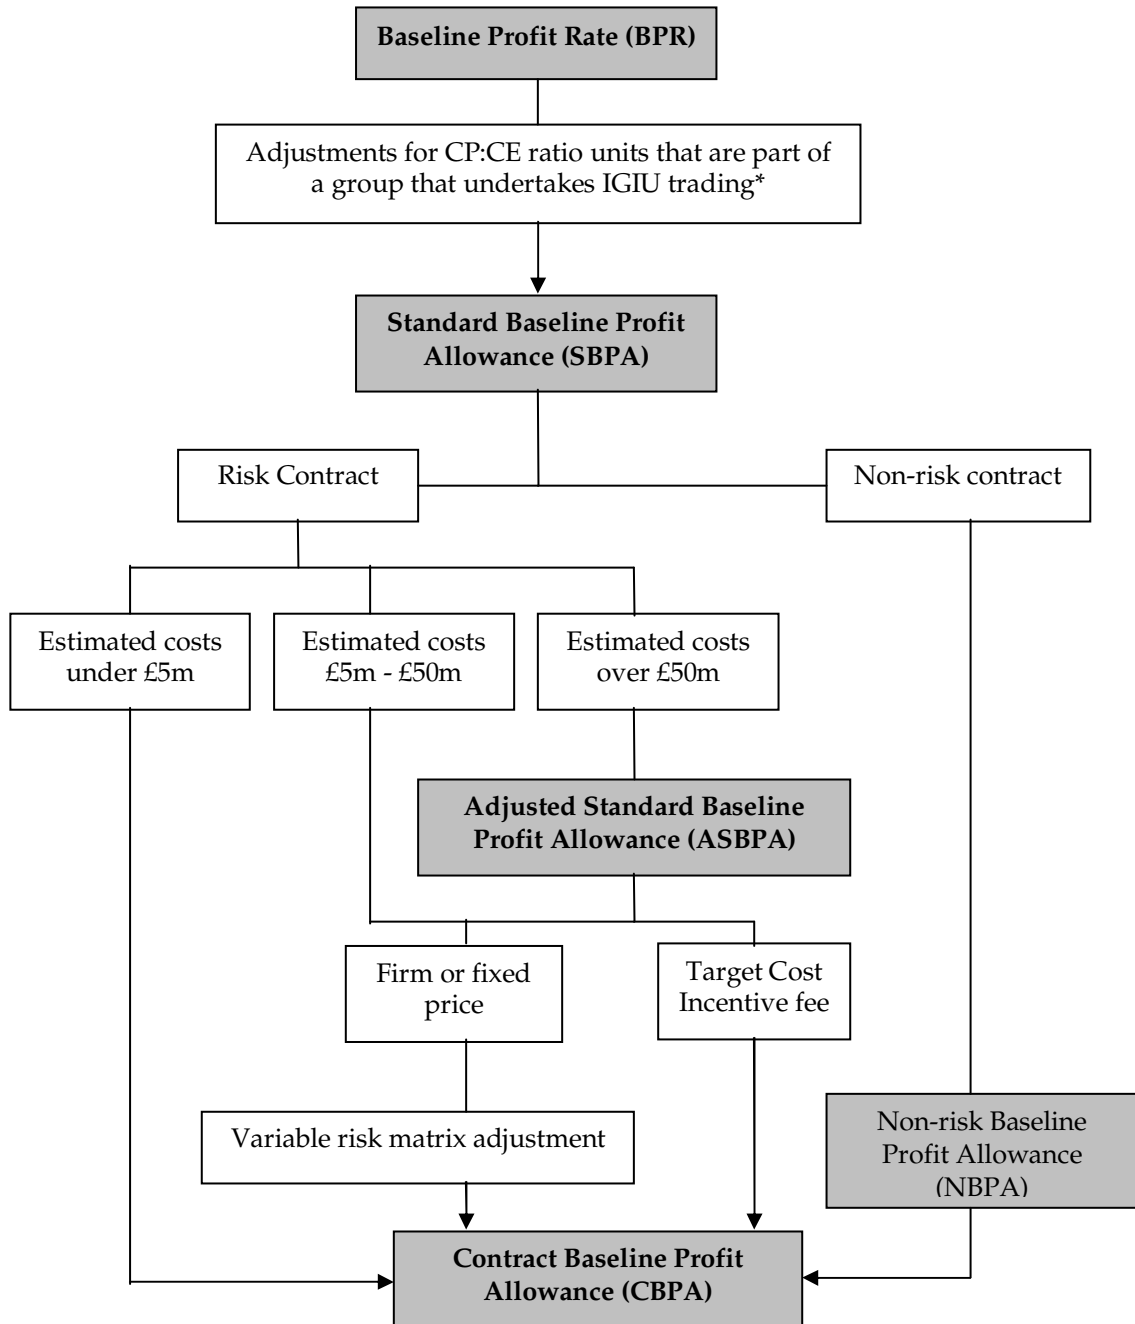 Baseline Profit Rate (BPR)
Adjustments for CP:CE ratio units that are part of
a group that undertakes IGIU trading*
Standard Baseline Profit
Allowance (SBPA)
Risk Contract
Non-risk contract
Estimated costs
under £5m
Estimated costs
£5m - £50m
Estimated costs
over £50m
Adjusted Standard Baseline
Profit Allowance (ASBPA)
Firm or fixed
price
Target Cost
Incentive fee
Variable risk matrix adjustment
Non-risk Baseline
Profit Allowance
(NBPA)
Contract Baseline Profit
Allowance (CBPA)